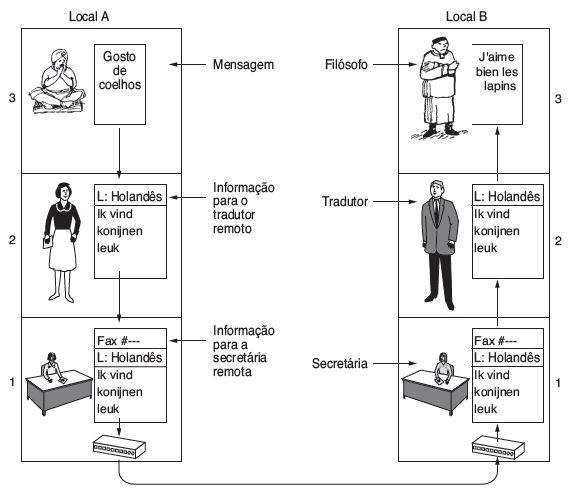 Local A
Local B
3
Gosto
de
coelhos
Mensagem
Filósofo
J'aime
bien les
lapins
3
2
L: Holandês
Ik vind
konijnen
leuk
Informação
para o
tradutor
remoto
Tradutor
L: Holandês
Ik vind
konijnen
leuk
2
1
Fax #---
L: Holandês
Ik vind
konijnen
leuk
Informação
para a
secretária
remota
Secretária
Fax #---
L: Holandês
Ik vind
konijnen
leuk
1